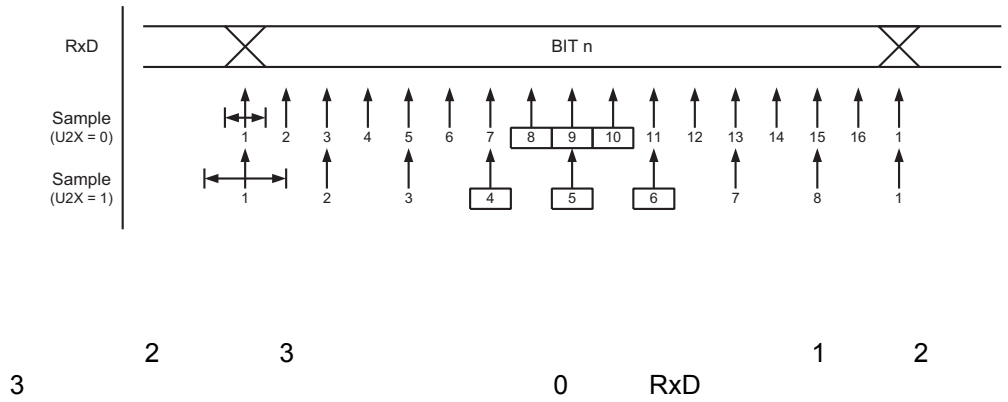 RxD BIT n
Sample
(U2X = 0) 1 2 3 4 5 6 7 8 9 10 11 12 13 14 15 16 1
Sample
(U2X = 1) 1 2 3 4 5 6 7 8 1
2 3 1 2
3 0 RxD